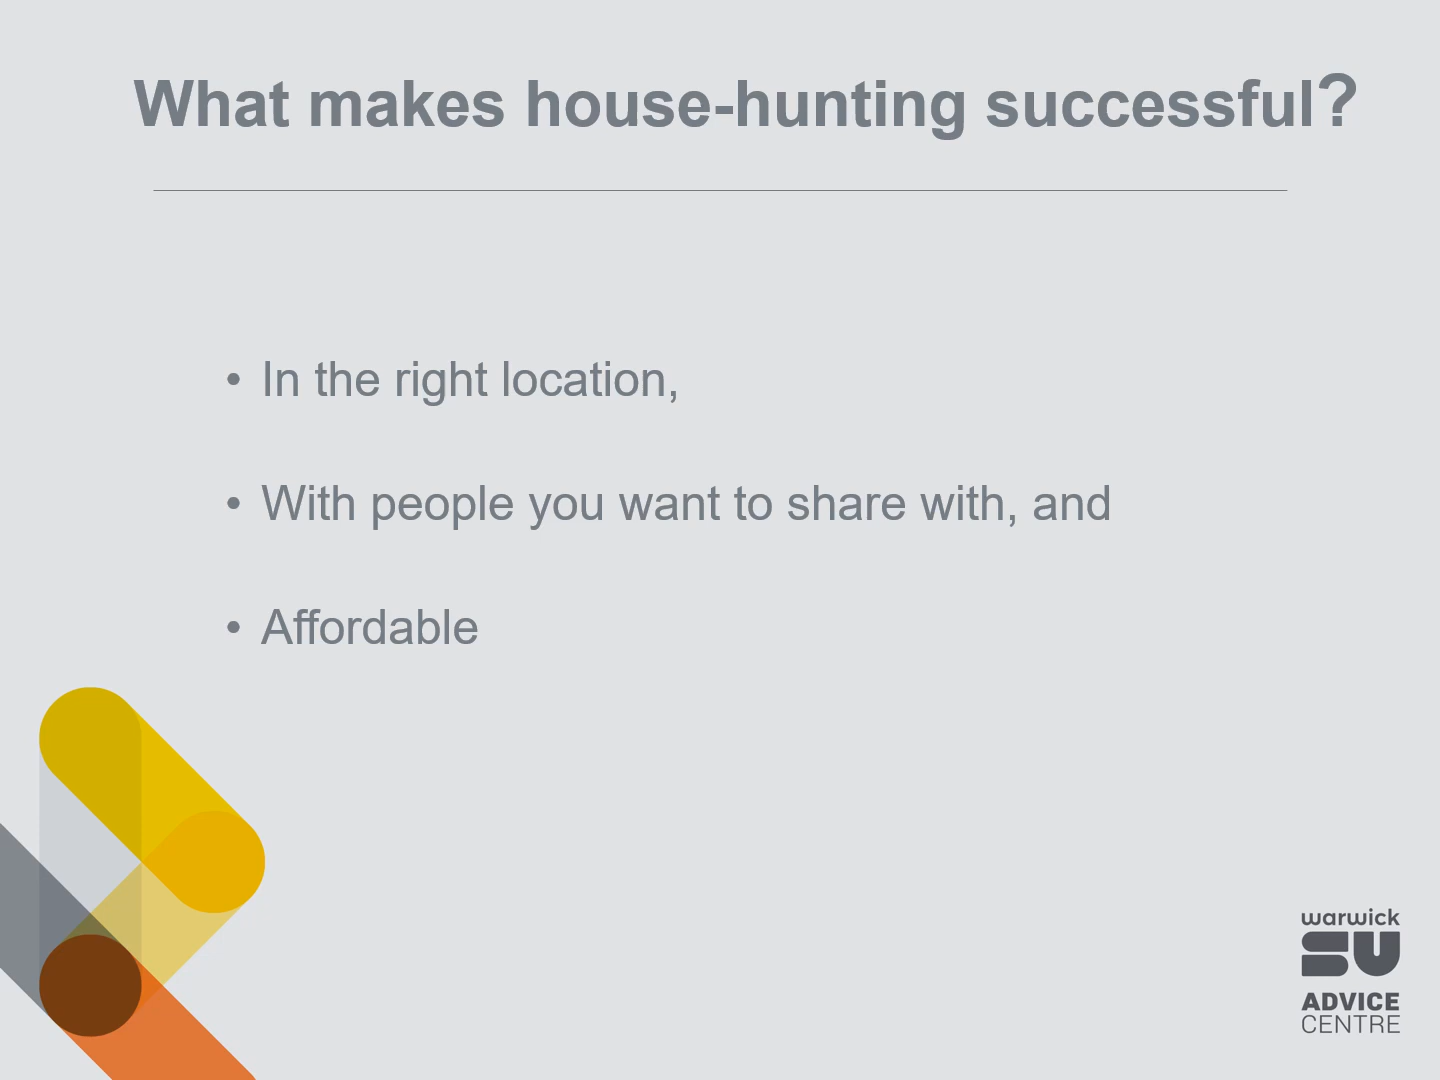 What makes house-hunting successful?
• In the right location,
• With people you want to share with, and
• Affordable
warwick
SU
ADVICE
CENTRE